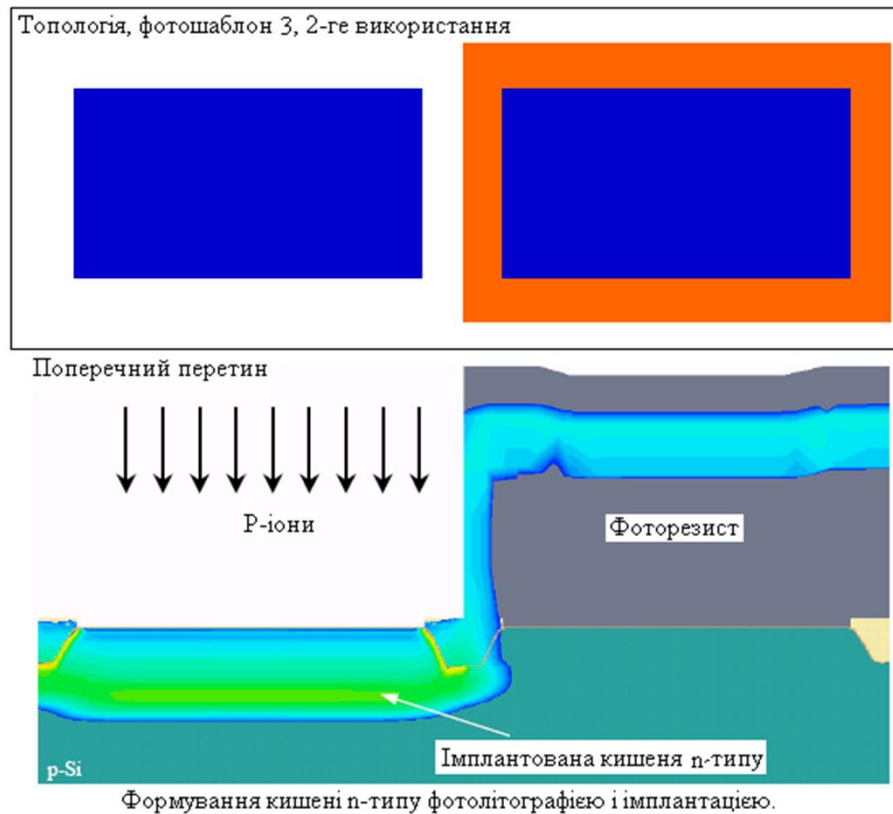 Топологія, фотошаблон 3, 2-ге використання
Поперечний перетин
Р-іони
Фоторезист
Імплантована кишеня n-типу
p-Si
Формування кишені n-типу фотолітографією і імплантацією.